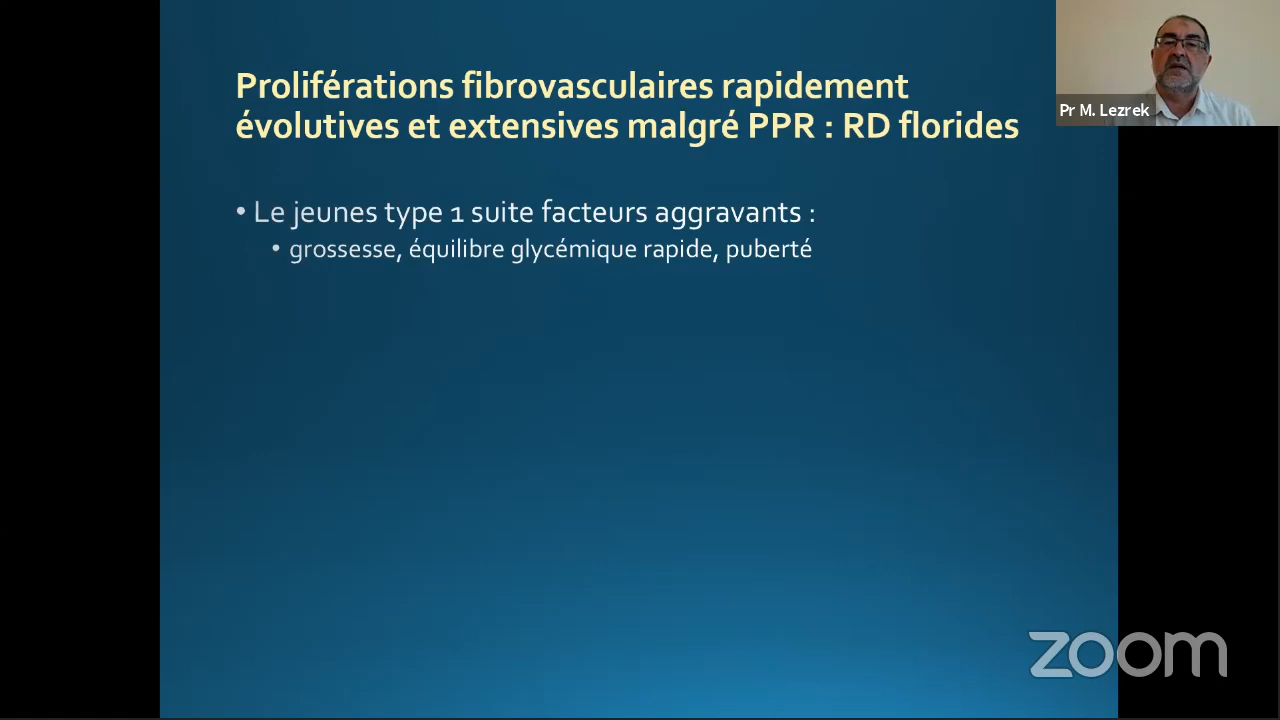 Proliférations fibrovasculaires rapidement
évolutives et extensives malgré PPR : RD florides
• Le jeunes type 1 suite facteurs aggravants :
• grossesse, équilibre glycémique rapide, puberté
Pr M. Lezrek
zoom